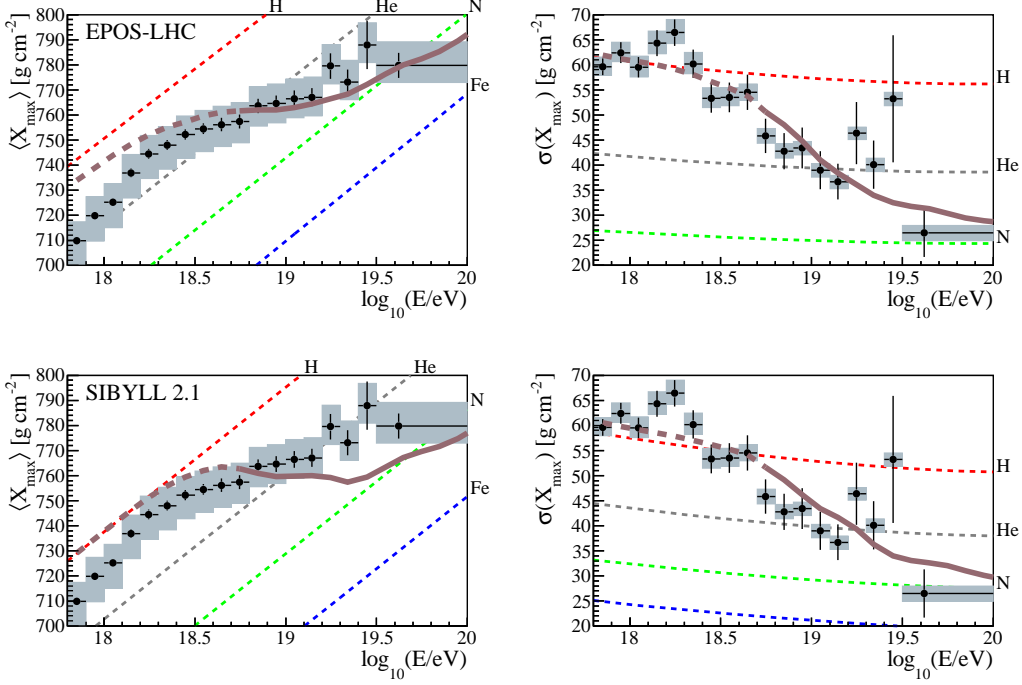 H
He
N
800
790
780
770
760
750
740
730
720
710
700
EPOS-LHC
⟨X_max⟩ [g cm⁻²]
Fe
18
18.5
19
19.5
20
log₁₀(E/eV)
70
65
60
55
50
45
40
35
30
25
20
σ(X_max) [g cm⁻²]
H
He
N
18
18.5
19
19.5
20
log₁₀(E/eV)
H
He
N
Fe
800
790
780
770
760
750
740
730
720
710
700
SIBYLL 2.1
⟨X_max⟩ [g cm⁻²]
18
18.5
19
19.5
20
log₁₀(E/eV)
70
65
60
55
50
45
40
35
30
25
20
σ(X_max) [g cm⁻²]
H
He
N
18
18.5
19
19.5
20
log₁₀(E/eV)